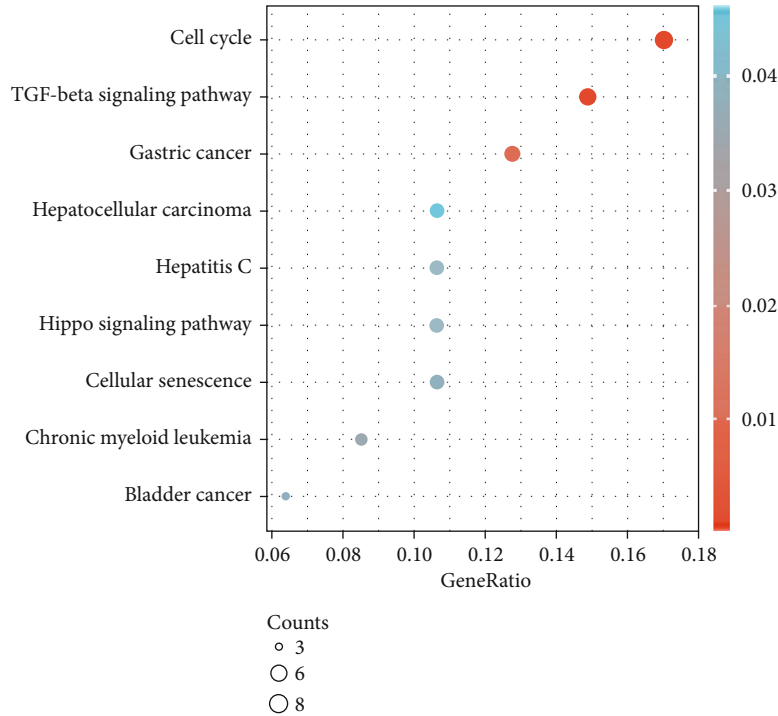 Cell cycle
TGF-beta signaling pathway
Gastric cancer
Hepatocellular carcinoma
Hepatitis C
Hippo signaling pathway
Cellular senescence
Chronic myeloid leukemia
Bladder cancer
0.06 0.08 0.10 0.12 0.14 0.16 0.18
GeneRatio
0.04
0.03
0.02
0.01
Counts
3
6
8